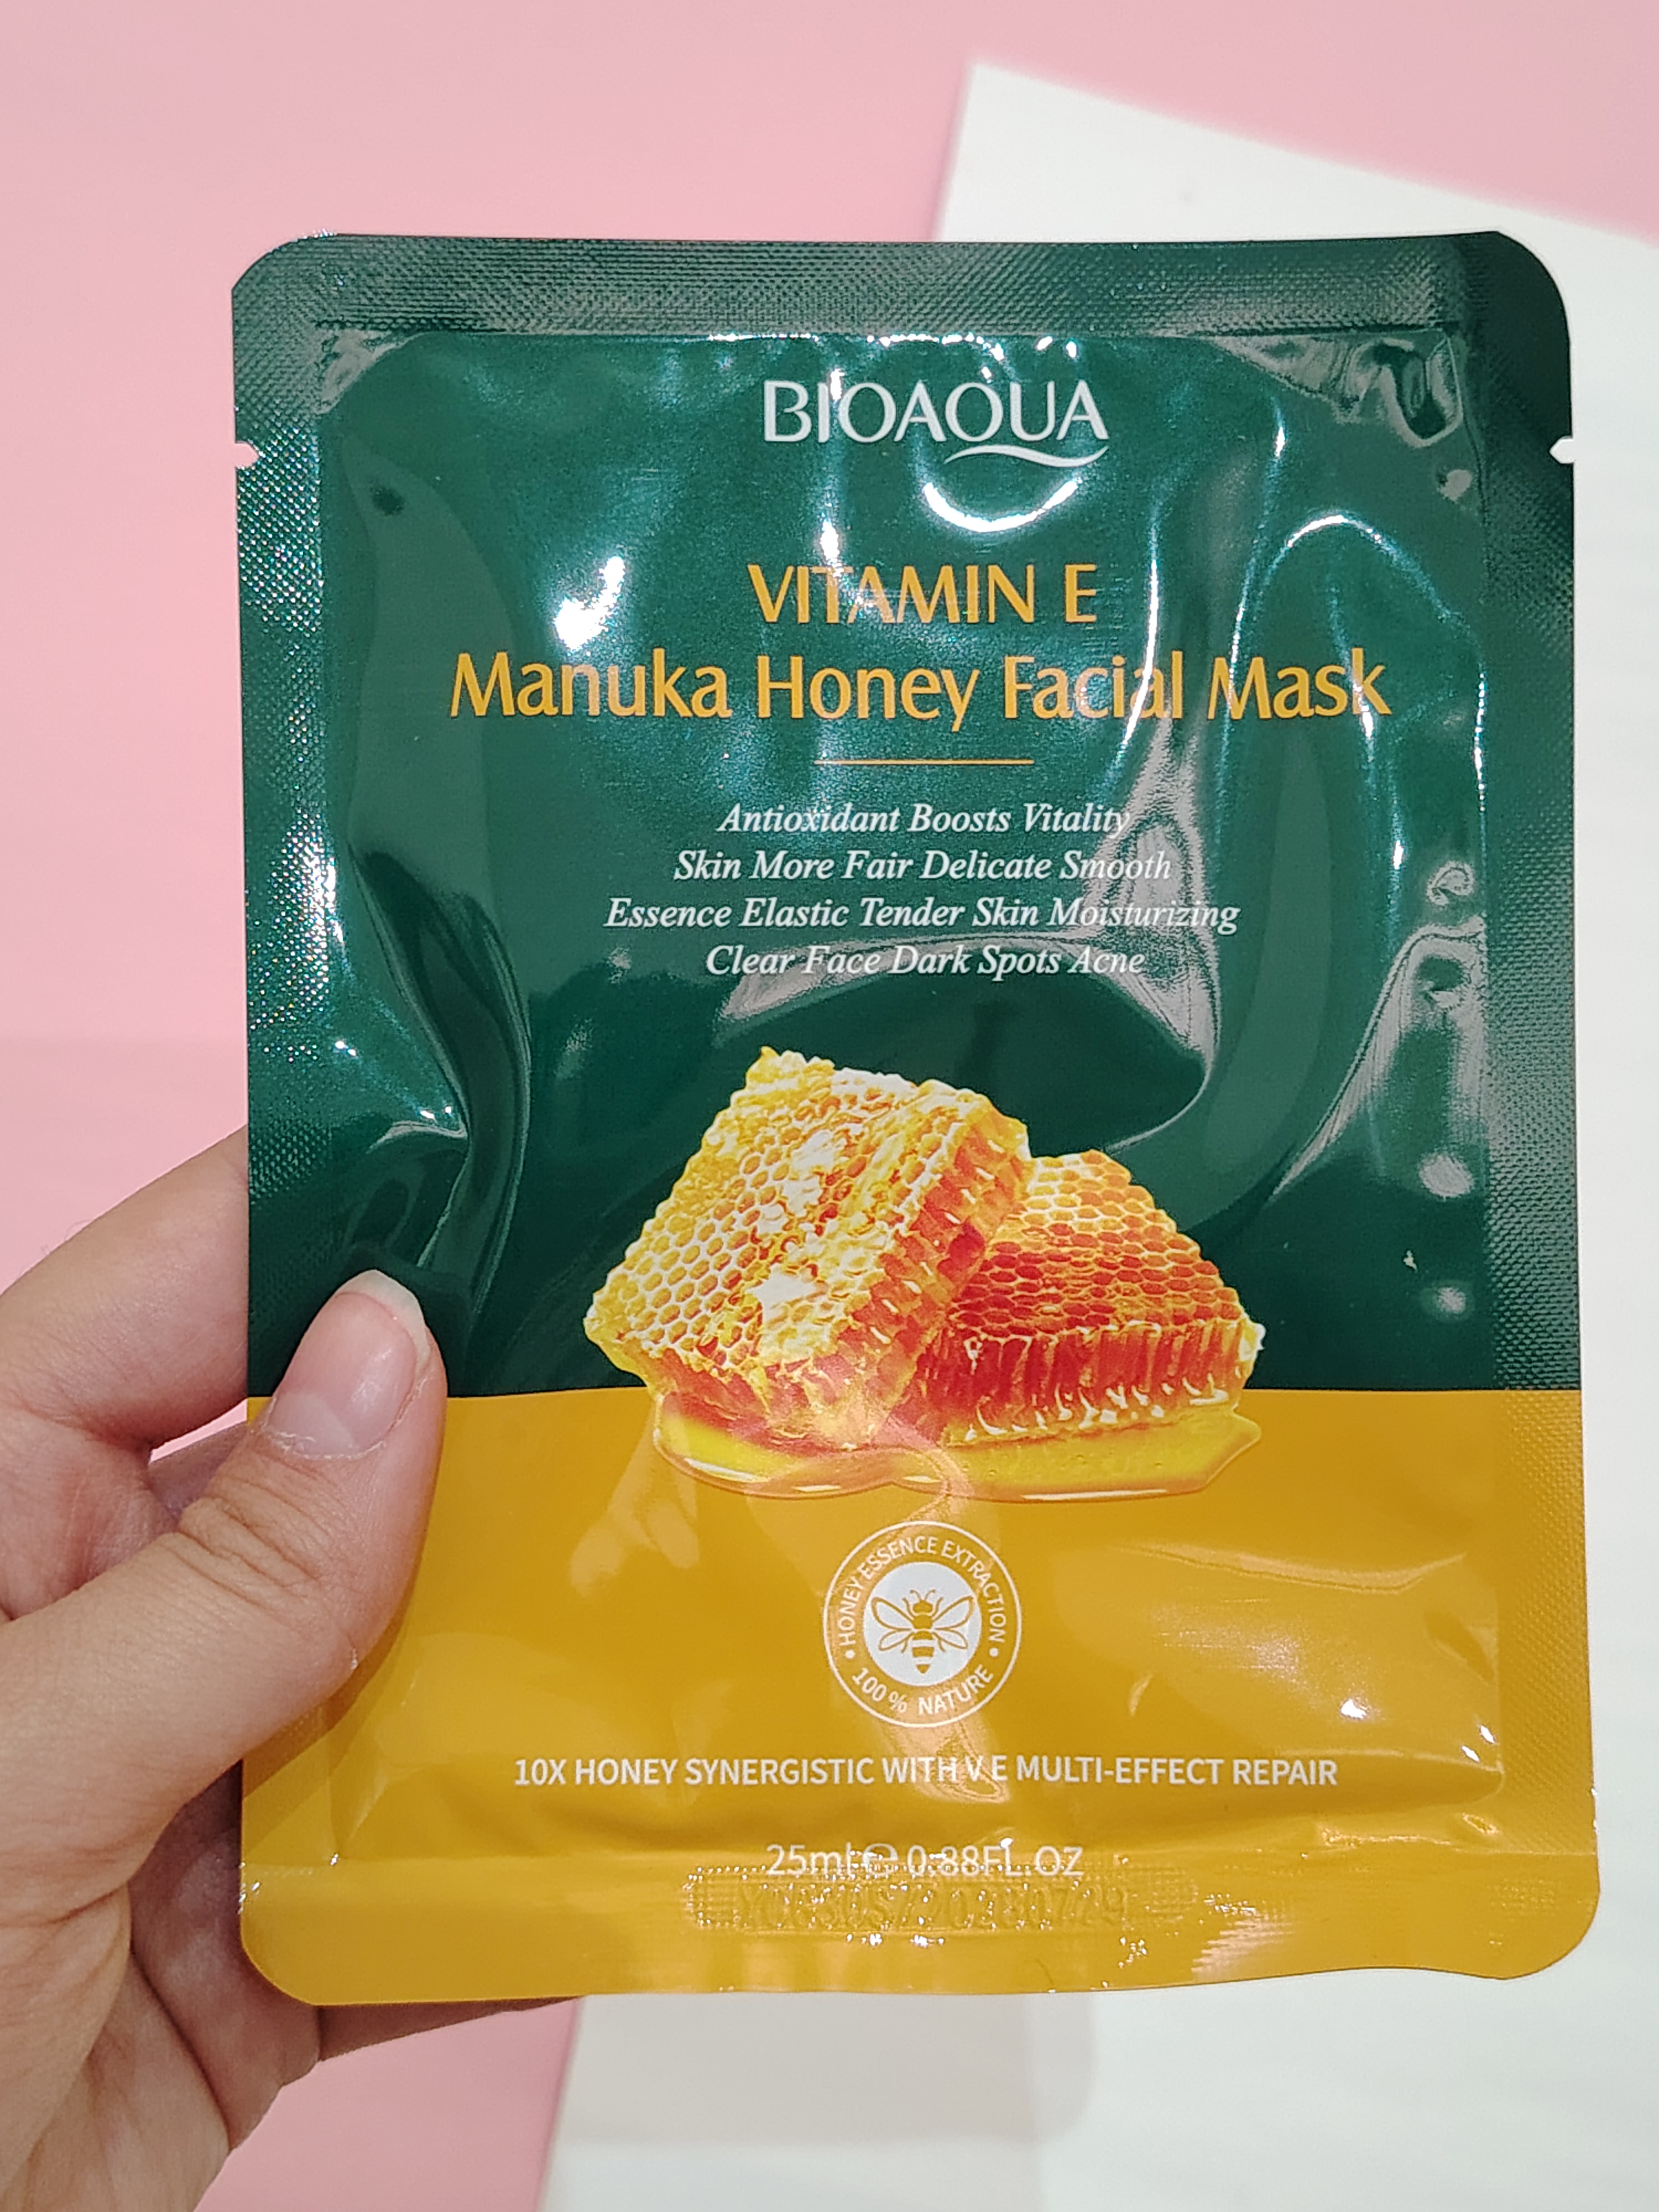 BIOAQUA
VITAMIN E
Manuka Honey Facial Mask
Antioxidant Boosts Vitality
Skin More Fair Delicate Smooth
Essence Elastic Tender Skin Moisturizing
Clear Face Dark Spots Acne
• HONEY ESSENCE EXTRACTION •
100% NATURE
10X HONEY SYNERGISTIC WITH V E MULTI-EFFECT REPAIR
25ml ℮ 0.88FL.OZ